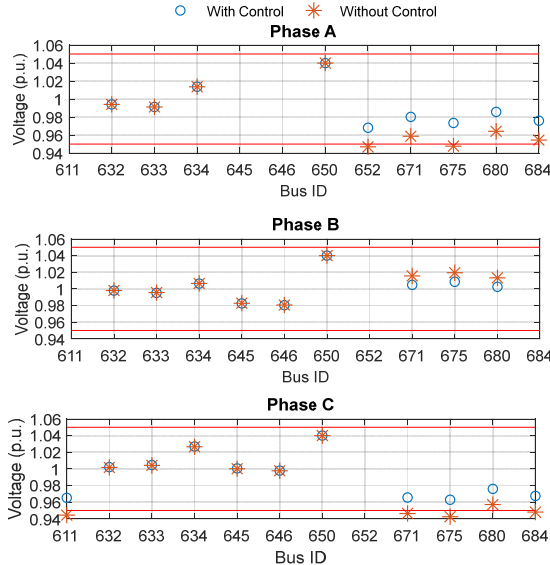 With Control Without Control
Phase A
Voltage (p.u.)
1.06
1.04
1.02
1
0.98
0.96
0.94
611 632 633 634 645 646 650 652 671 675 680 684
Bus ID
Phase B
Voltage (p.u.)
1.06
1.04
1.02
1
0.98
0.96
0.94
611 632 633 634 645 646 650 652 671 675 680 684
Bus ID
Phase C
Voltage (p.u.)
1.06
1.04
1.02
1
0.98
0.96
0.94
611 632 633 634 645 646 650 652 671 675 680 684
Bus ID